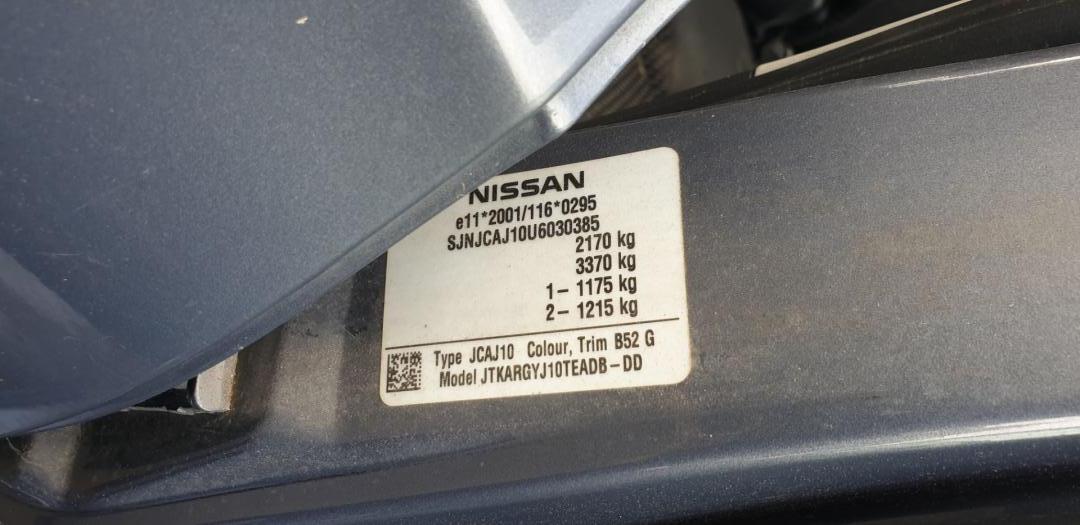 NISSAN
e11*2001/116*0295
SJNJCAJ10U6030385
2170 kg
3370 kg
1– 1175 kg
2– 1215 kg
Type JCAJ10 Colour, Trim B52 G
Model JTKARGYJ10TEADB–DD